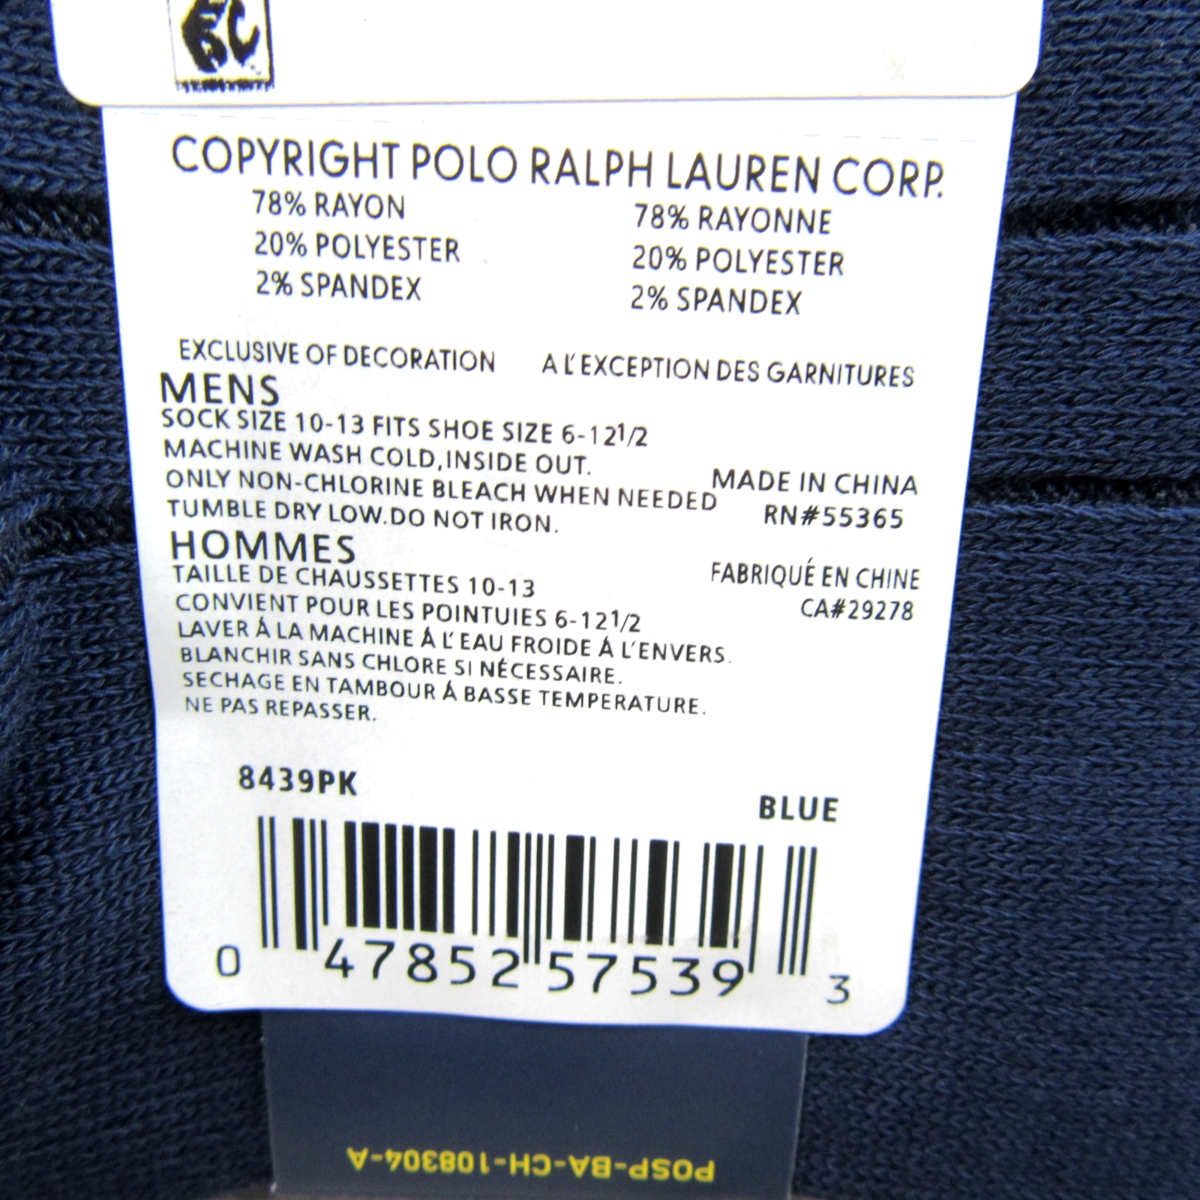 COPYRIGHT POLO RALPH LAUREN CORP.
78% RAYON
20% POLYESTER
2% SPANDEX
78% RAYONNE
20% POLYESTER
2% SPANDEX
EXCLUSIVE OF DECORATION
A L'EXCEPTION DES GARNITURES
MENS
SOCK SIZE 10-13 FITS SHOE SIZE 6-12 1/2
MACHINE WASH COLD,INSIDE OUT.
ONLY NON-CHLORINE BLEACH WHEN NEEDED
TUMBLE DRY LOW.DO NOT IRON.
MADE IN CHINA
RN#55365
HOMMES
TAILLE DE CHAUSSETTES 10-13
CONVIENT POUR LES POINTUIES 6-12 1/2
LAVER Á LA MACHINE Á L'EAU FROIDE Á L'ENVERS.
BLANCHIR SANS CHLORE SI NÉCESSAIRE.
SECHAGE EN TAMBOUR Á BASSE TEMPERATURE.
NE PAS REPASSER.
FABRIQUÉ EN CHINE
CA#29278
8439PK
BLUE
0 47852 57539 3
POSP-BA-CH-108304-A